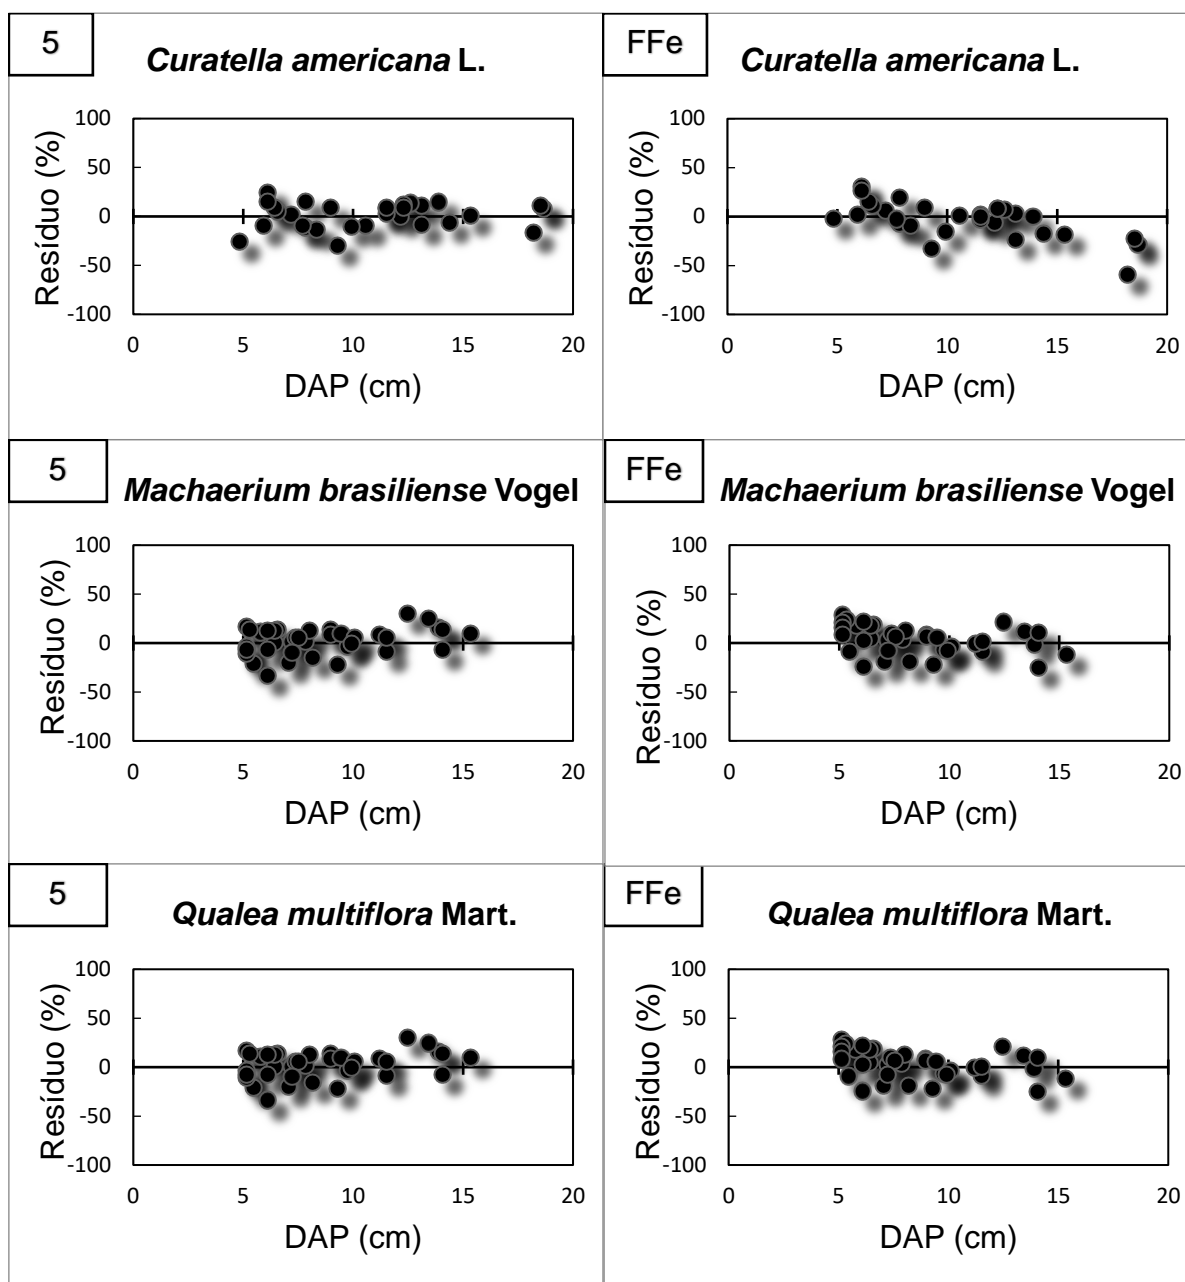 5
Curatella americana L.
Resíduo (%)
100
50
0
-50
-100
0 5 10 15 20
DAP (cm)
FFe
Curatella americana L.
Resíduo (%)
100
50
0
-50
-100
0 5 10 15 20
DAP (cm)
5
Machaerium brasiliense Vogel
Resíduo (%)
100
50
0
-50
-100
0 5 10 15 20
DAP (cm)
FFe
Machaerium brasiliense Vogel
Resíduo (%)
100
50
0
-50
-100
0 5 10 15 20
DAP (cm)
5
Qualea multiflora Mart.
Resíduo (%)
100
50
0
-50
-100
0 5 10 15 20
DAP (cm)
FFe
Qualea multiflora Mart.
Resíduo (%)
100
50
0
-50
-100
0 5 10 15 20
DAP (cm)